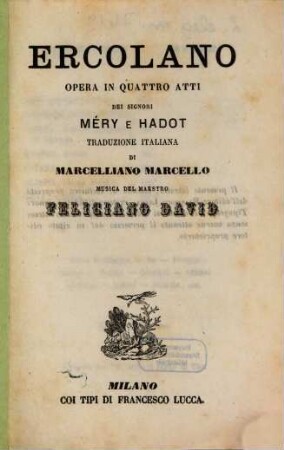 ERCOLANO
OPERA IN QUATTRO ATTI
DEI SIGNORI
MÉRY E HADOT
TRADUZIONE ITALIANA
DI
MARCELLIANO MARCELLO
MUSICA DEL MAESTRO
FELICIANO DAVID
MILANO
COI TIPI DI FRANCESCO LUCCA.